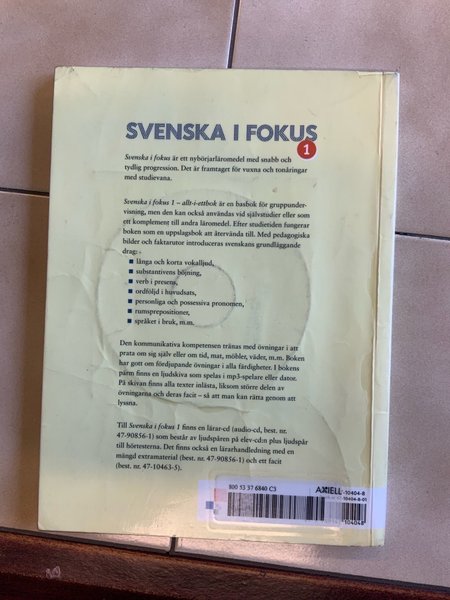 SVENSKA I FOKUS
1
Svenska i fokus är ett nybörjarläromedel med snabb och
tydlig progression. Det är framtaget för vuxna och tonåringar
med studievana.
Svenska i fokus 1 – allt-i-ettbok är en basbok för gruppunder-
visning, men den kan också användas vid självstudier eller som
ett komplement till andra läromedel. Efter studietiden fungerar
boken som en uppslagsbok att återvända till. Med pedagogiska
bilder och faktarutor introduceras svenskans grundläggande
drag: -
■ långa och korta vokalljud,
■ substantivens böjning,
■ verb i presens,
■ ordföljd i huvudsats,
■ personliga och possessiva pronomen,
■ rumsprepositioner,
■ språket i bruk, m.m.
Den kommunikativa kompetensen tränas med övningar i att
prata om sig själv eller om tid, mat, möbler, väder, m.m. Boken
har gott om fördjupande övningar i alla färdigheter. I bokens
pärm finns en ljudskiva som spelas i mp3-spelare eller dator.
På skivan finns alla texter inlästa, liksom större delen av
övningarna och deras facit – så att man kan rätta genom att
lyssna.
Till Svenska i fokus 1 finns en lärar-cd (audio-cd, best. nr.
47-90856-1) som består av ljudspåren på elev-cd:n plus ljudspår
till hörtesterna. Det finns också en lärarhandledning med en
mängd extramaterial (best. nr. 47-90856-1) och ett facit
(best. nr. 47-10463-5).
800 53 37 6840 C3
AXIELL
-10404-8
-10404-8-01
104048